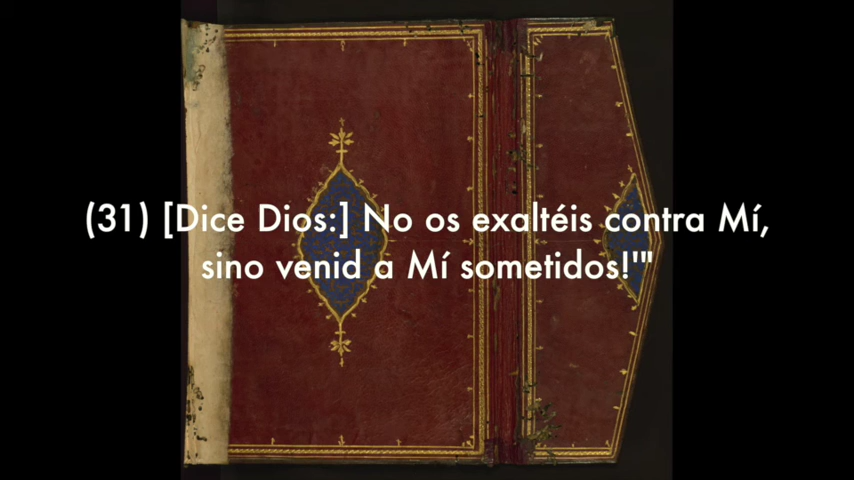 (31) [Dice Dios:] No os exaltéis contra Mí,
sino venid a Mí sometidos!'"